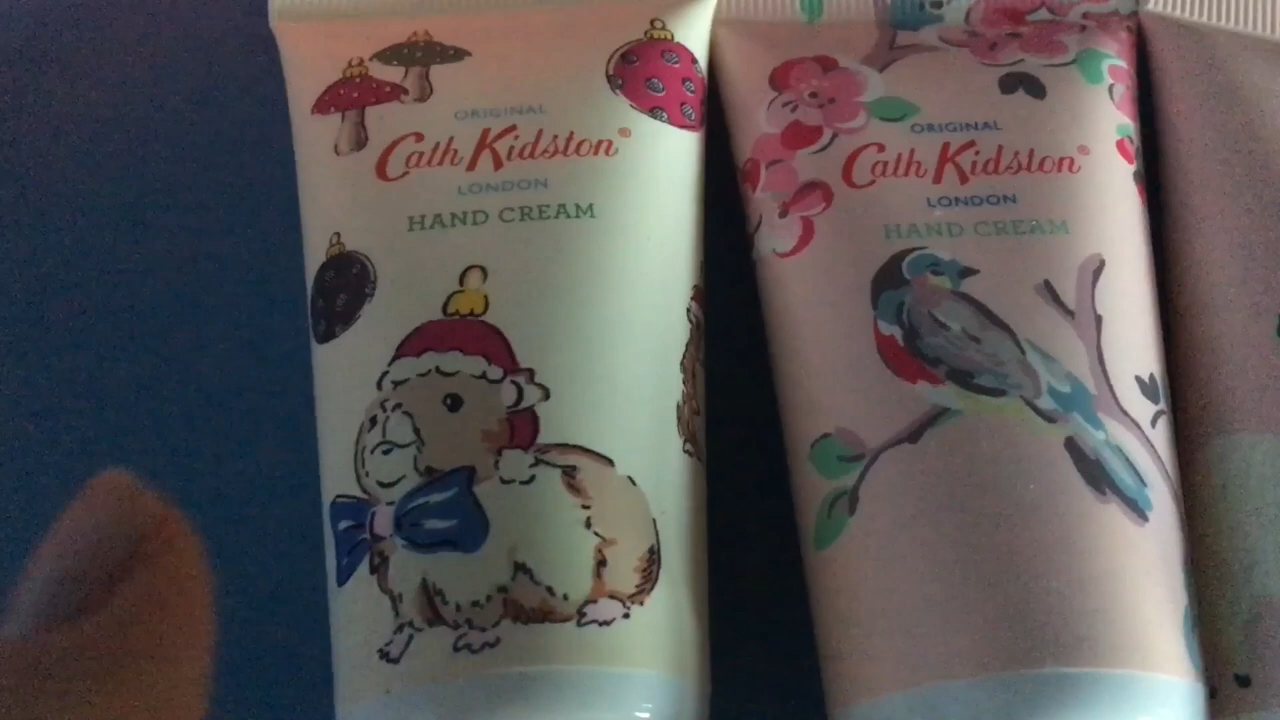 ORIGINAL
Cath Kidston®
LONDON
HAND CREAM
ORIGINAL
Cath Kidston®
LONDON
HAND CREAM